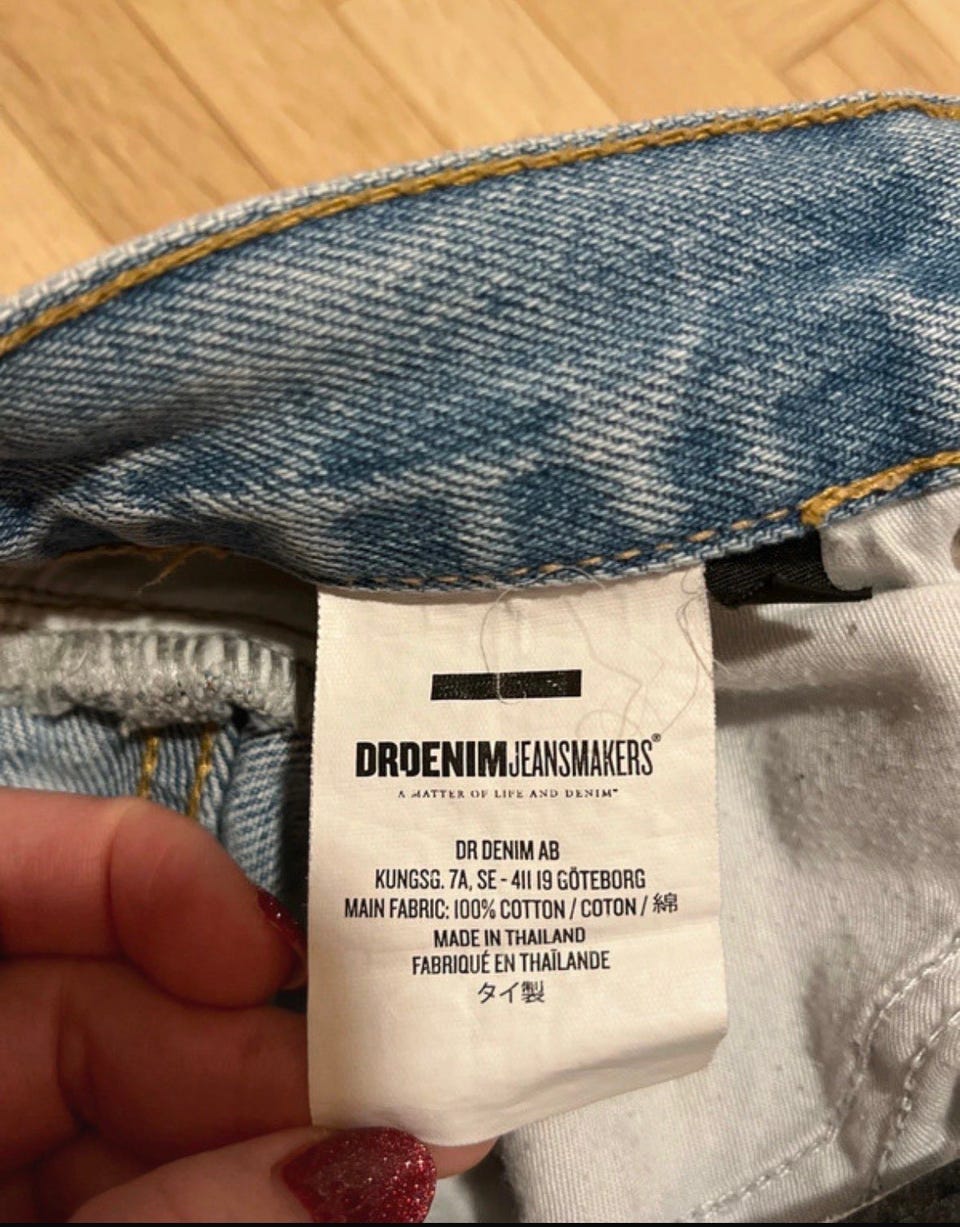 DRDENIMJEANSMAKERS®
A MATTER OF LIFE AND DENIM™
DR DENIM AB
KUNGSG. 7A, SE - 411 19 GÖTEBORG
MAIN FABRIC: 100% COTTON / COTON / 綿
MADE IN THAILAND
FABRIQUÉ EN THAÏLANDE
タイ製